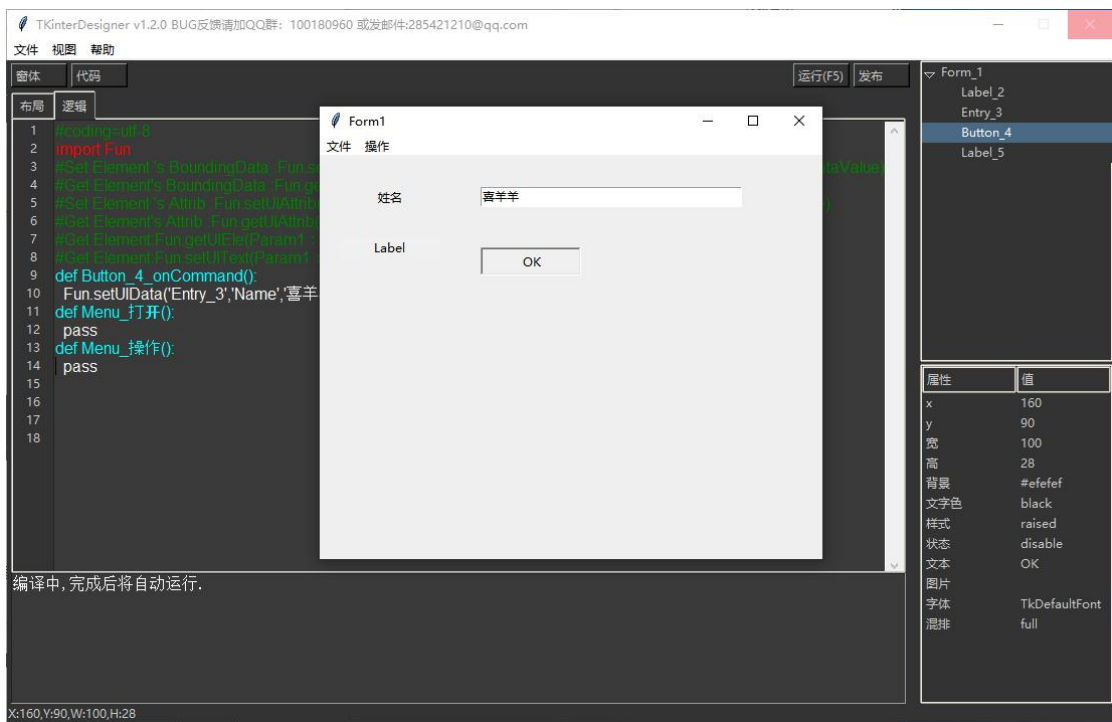 TKinterDesigner v1.2.0 BUG反馈请加QQ群：100180960 或发邮件:285421210@qq.com
文件 视图 帮助
窗体 代码 运行(F5) 发布
布局 逻辑
1 #coding=utf-8
2 import Fun
3 #Set Element 's BoundingData :Fun.s
taValue)
4 #Get Element's BoundingData :Fun.ge
5 #Set Element 's Attrib :Fun.setUIAttrib
)
6 #Get Element's Attrib :Fun.getUIAttrib(
7 #Get Element:Fun.getUIEle(Param1 :
8 #Get Element:Fun.setUIText(Param1 :
9 def Button_4_onCommand():
10 Fun.setUIData('Entry_3','Name','喜羊
11 def Menu_打开():
12 pass
13 def Menu_操作():
14 pass
15
16
17
18
Form1
文件 操作
姓名 喜羊羊
Label OK
编译中,完成后将自动运行.
Form_1
Label_2
Entry_3
Button_4
Label_5
属性 值
x 160
y 90
宽 100
高 28
背景 #efefef
文字色 black
样式 raised
状态 disable
文本 OK
图片
字体 TkDefaultFont
混排 full
X:160,Y:90,W:100,H:28